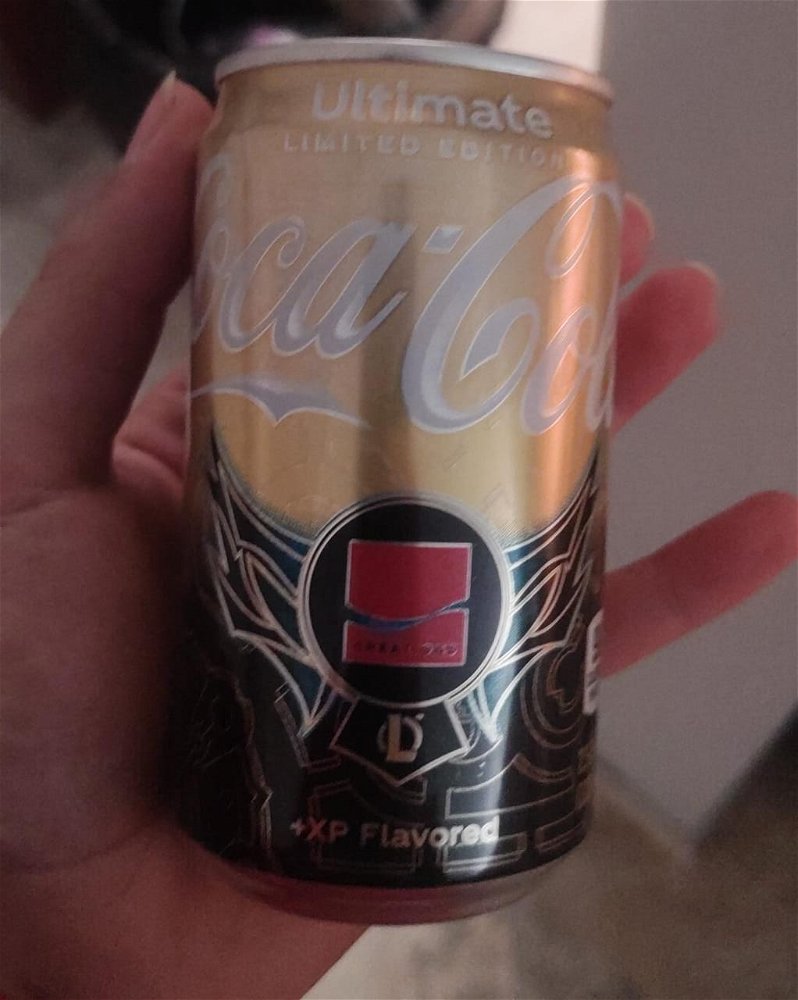 Ultimate
LIMITED EDITION
Coca-Cola
L
+XP Flavored